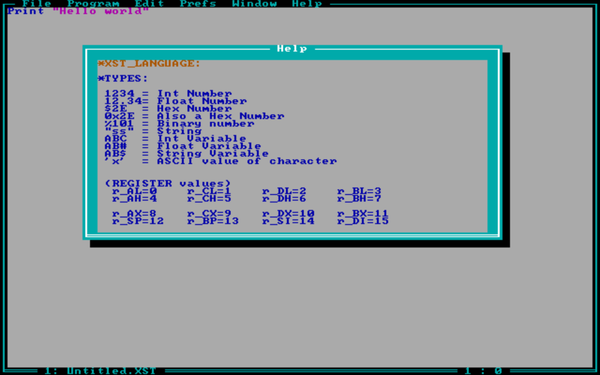 File Program Edit Prefs Window Help
Print "Hello world"
Help
*XST_LANGUAGE:
*TYPES:
1234 = Int Number
12.34= Float Number
$2E = Hex Number
0x2E = Also a Hex Number
%101 = Binary number
"ss" = String
ABC = Int Variable
AB# = Float Variable
AB$ = String Variable
'x' = ASCII value of character
(REGISTER values)
r_AL=0 r_CL=1 r_DL=2 r_BL=3
r_AH=4 r_CH=5 r_DH=6 r_BH=7
r_AX=8 r_CX=9 r_DX=10 r_BX=11
r_SP=12 r_BP=13 r_SI=14 r_DI=15
1: Untitled.XST 1 : 0